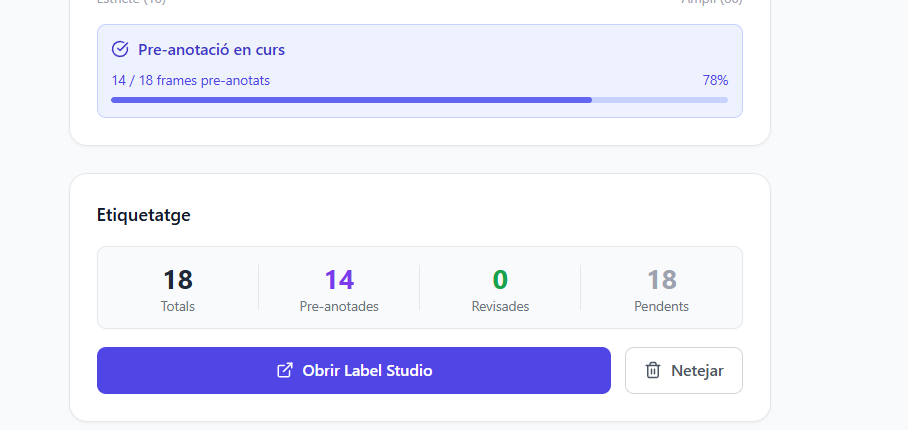 Pre-anotació en curs
14 / 18 frames pre-anotats 78%
Etiquetatge
18 14 0 18
Totals Pre-anotades Revisades Pendents
Obrir Label Studio Netejar